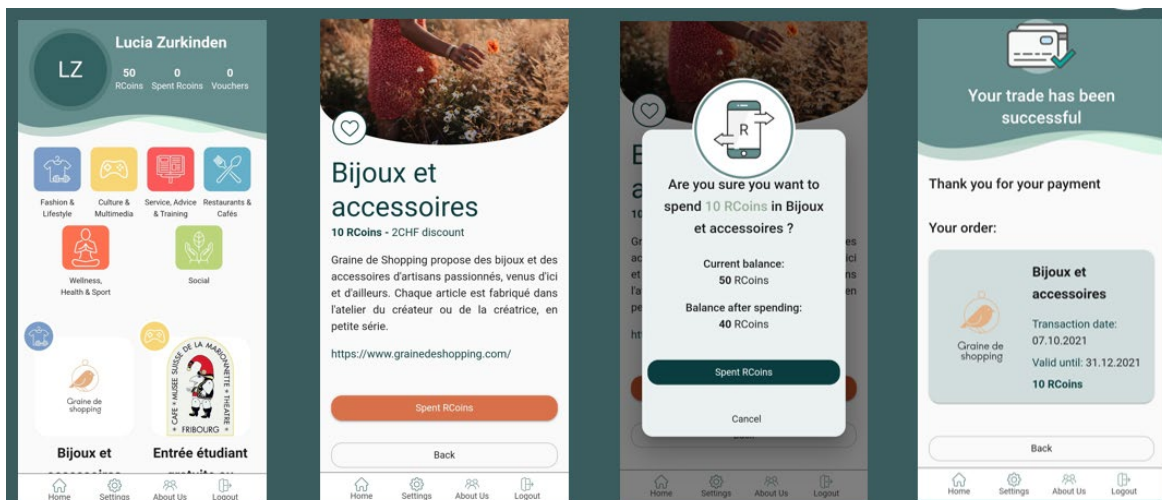 Lucia Zurkinden
LZ
50 0 0
RCoins Spent Rcoins Vouchers
Fashion & Lifestyle
Culture & Multimedia
Service, Advice & Training
Restaurants & Cafés
Wellness, Health & Sport
Social
Graine de
shopping
CAFE • MUSEE SUISSE DE LA MARIONNETTE • THEATRE • FRIBOURG •
Bijoux et
Entrée étudiant
Home Settings About Us Logout
Bijoux et
accessoires
10 RCoins - 2CHF discount
Graine de Shopping propose des bijoux et des
accessoires d'artisans passionnés, venus d'ici
et d'ailleurs. Chaque article est fabriqué dans
l'atelier du créateur ou de la créatrice, en
petite série.
https://www.grainedeshopping.com/
Spent RCoins
Back
Home Settings About Us Logout
R
Are you sure you want to
spend 10 RCoins in Bijoux
et accessoires ?
Current balance:
50 RCoins
Balance after spending:
40 RCoins
Spent RCoins
Cancel
Home Settings About Us Logout
Your trade has been
successful
Thank you for your payment
Your order:
Graine de
shopping
Bijoux et
accessoires
Transaction date:
07.10.2021
Valid until: 31.12.2021
10 RCoins
Back
Home Settings About Us Logout